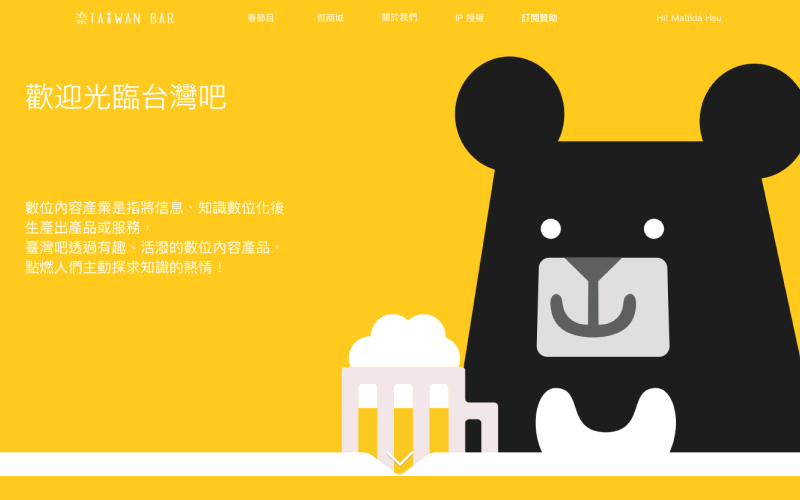 TAIWAN BAR
看節目
逛商城
關於我們
IP 授權
訂閱贊助
Hi! Matilda Hsu
歡迎光臨台灣吧
數位內容產業是指將信息、知識數位化後
生產出產品或服務，
臺灣吧透過有趣、活潑的數位內容產品，
點燃人們主動探求知識的熱情！